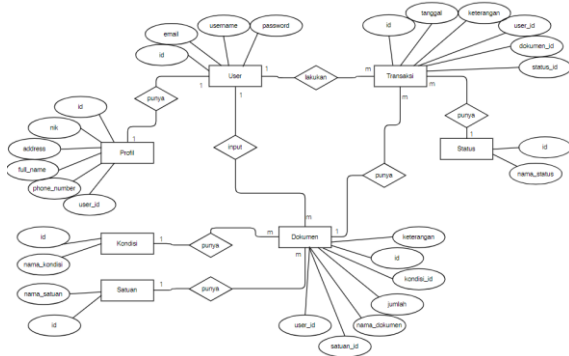 tanggal
keterangan
username
password
email
id
user_id
id
dokumen_id
status_id
User
1
lakukan
m
Transaksi
1
1
m
m
punya
punya
id
nik
address
full_name
phone_number
user_id
1
Profil
input
punya
1
Status
id
nama_status
id
nama_kondisi
Kondisi
1
punya
m
m
1
Dokumen
keterangan
id
kondisi_id
jumlah
nama_dokumen
satuan_id
user_id
nama_satuan
id
Satuan
1
punya
m